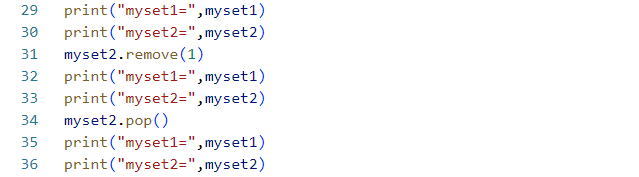 29 print("myset1=",myset1)
30 print("myset2=",myset2)
31 myset2.remove(1)
32 print("myset1=",myset1)
33 print("myset2=",myset2)
34 myset2.pop()
35 print("myset1=",myset1)
36 print("myset2=",myset2)